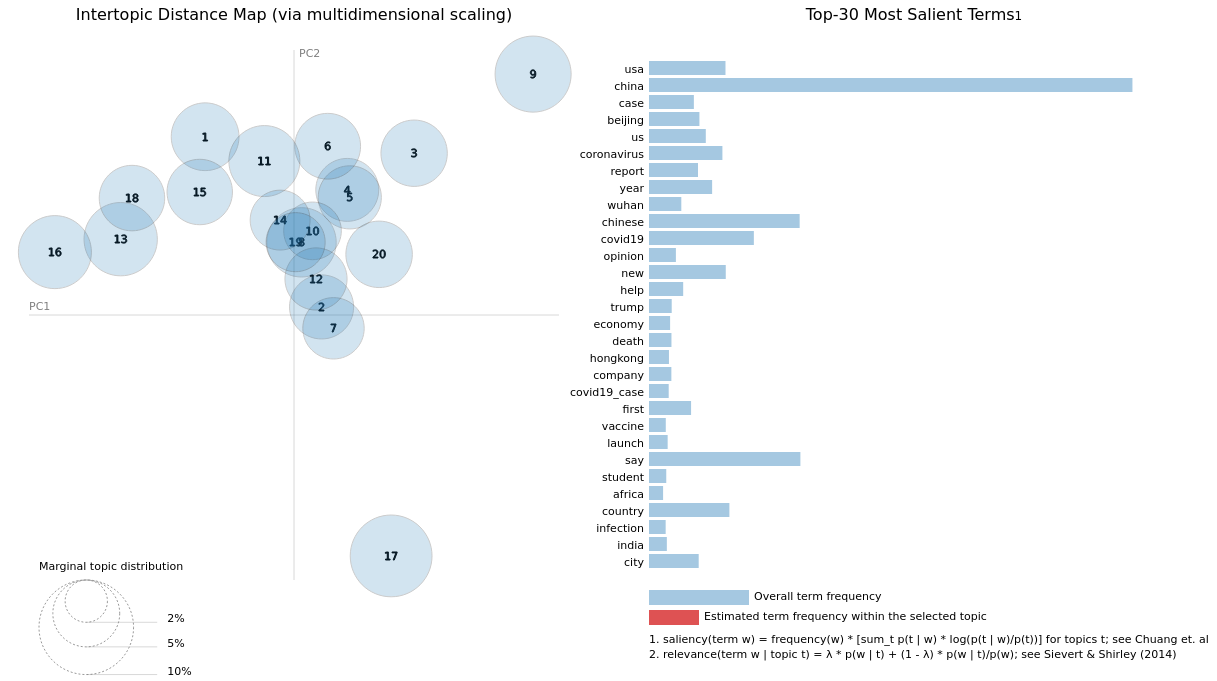 Intertopic Distance Map (via multidimensional scaling)
PC2
9
1
6
3
11
4
5
15
18
14
10
13
19
8
16
20
12
PC1
2
7
17
Marginal topic distribution
2%
5%
10%
Top-30 Most Salient Terms1
usa
china
case
beijing
us
coronavirus
report
year
wuhan
chinese
covid19
opinion
new
help
trump
economy
death
hongkong
company
covid19_case
first
vaccine
launch
say
student
africa
country
infection
india
city
Overall term frequency
Estimated term frequency within the selected topic
1. saliency(term w) = frequency(w) * [sum_t p(t | w) * log(p(t | w)/p(t))] for topics t; see Chuang et. al
2. relevance(term w | topic t) = λ * p(w | t) + (1 - λ) * p(w | t)/p(w); see Sievert & Shirley (2014)